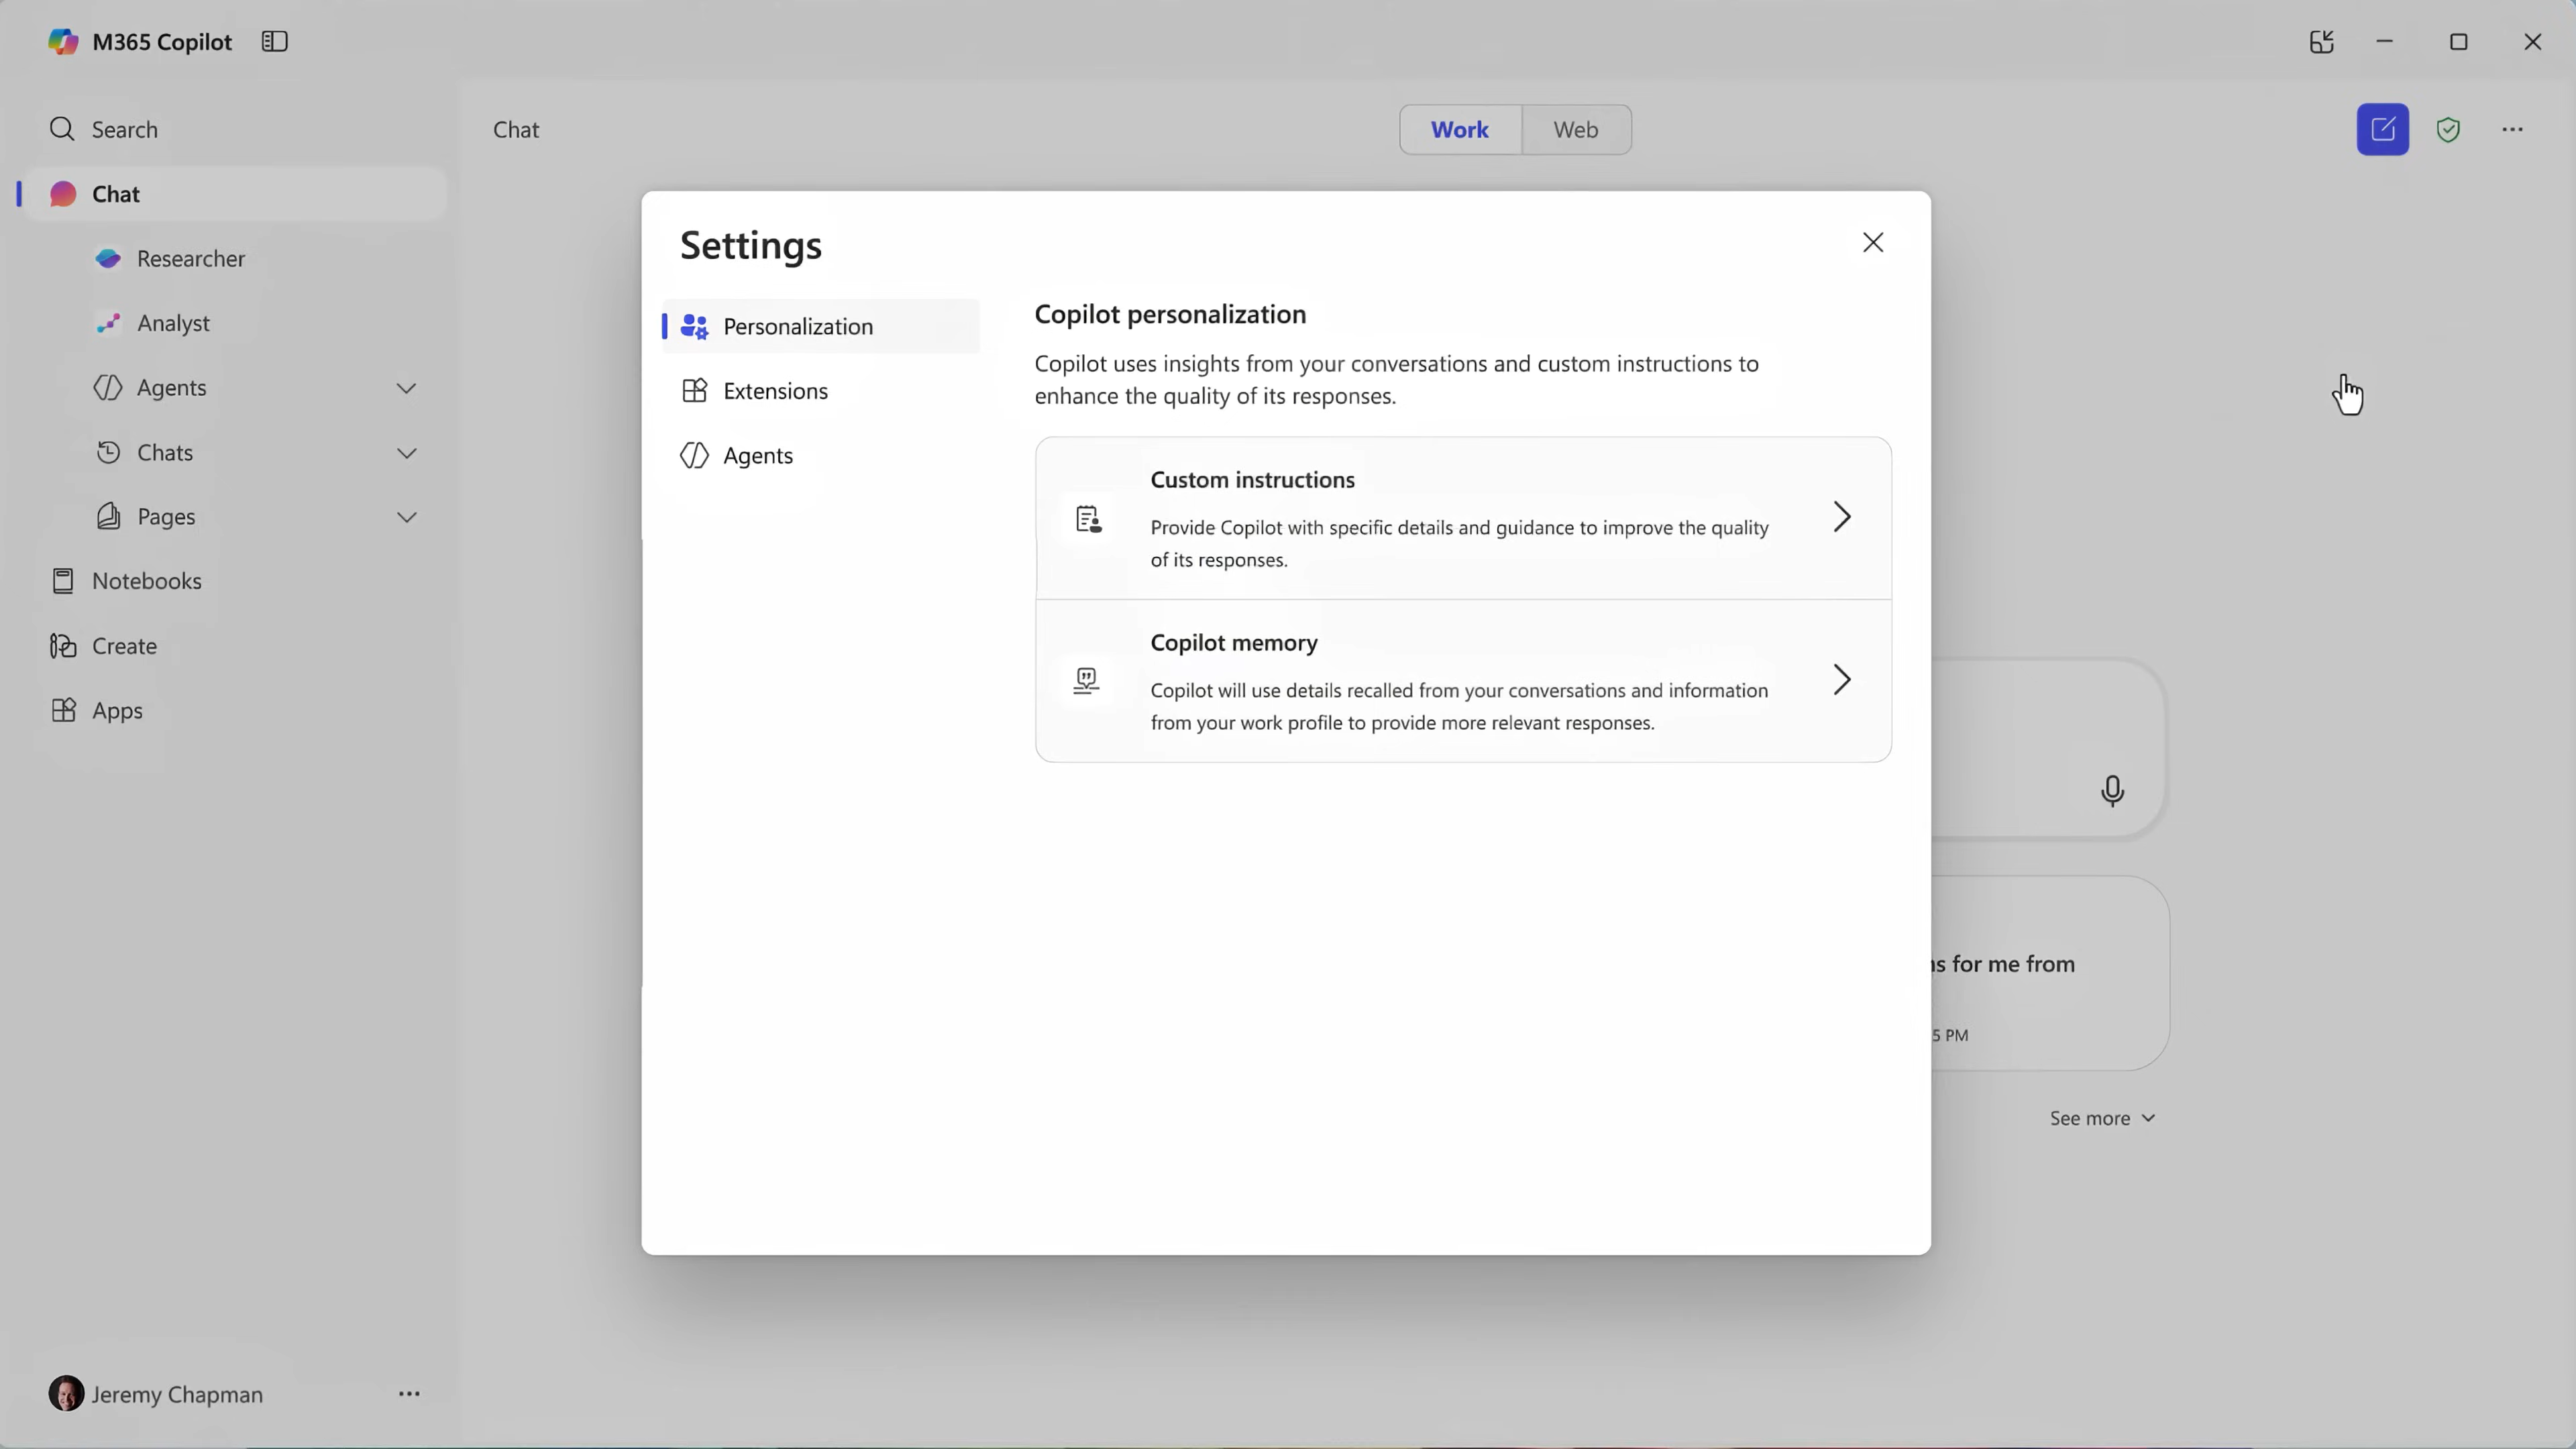 M365 Copilot
Search
Chat
Researcher
Analyst
Agents
Chats
Pages
Notebooks
Create
Apps
Jeremy Chapman
Chat
Work
Web
Settings
Personalization
Extensions
Agents
Copilot personalization
Copilot uses insights from your conversations and custom instructions to
enhance the quality of its responses.
Custom instructions
Provide Copilot with specific details and guidance to improve the quality
of its responses.
Copilot memory
Copilot will use details recalled from your conversations and information
from your work profile to provide more relevant responses.
for me from
5 PM
See more